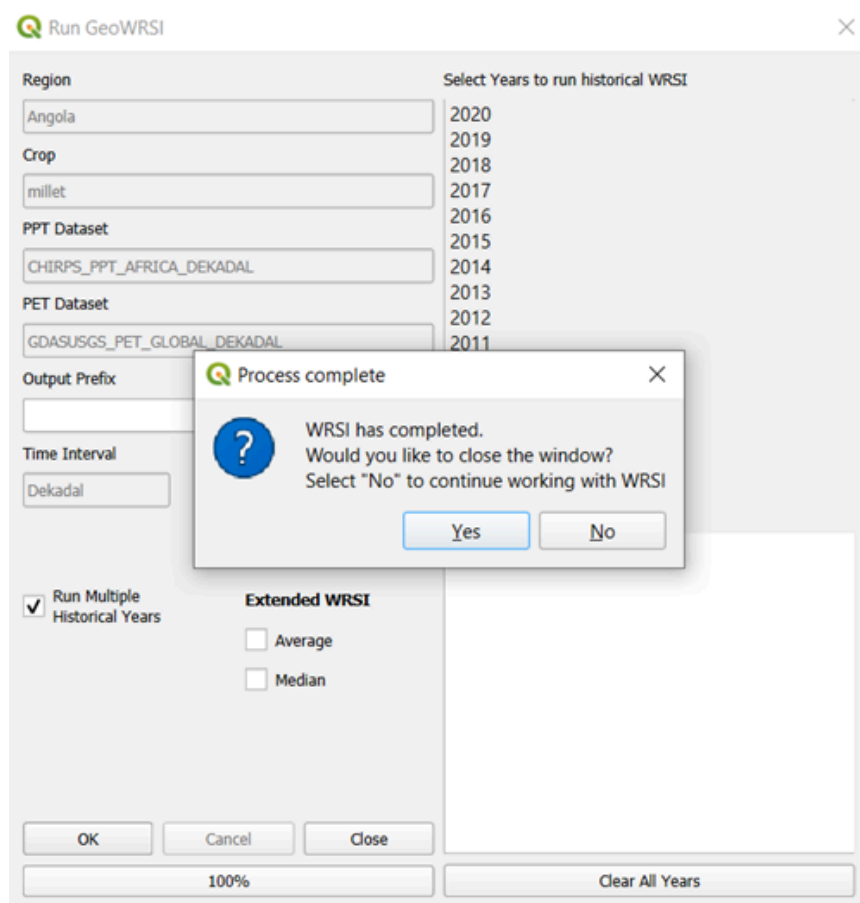 Run GeoWRSI
Region
Angola
Crop
millet
PPT Dataset
CHIRPS_PPT_AFRICA_DEKADAL
PET Dataset
GDASUSGS_PET_GLOBAL_DEKADAL
Output Prefix
Time Interval
Dekadal
Run Multiple
Historical Years
Extended WRSI
Average
Median
OK
Cancel
Close
100%
Select Years to run historical WRSI
2020
2019
2018
2017
2016
2015
2014
2013
2012
2011
Clear All Years
Process complete
?
WRSI has completed.
Would you like to close the window?
Select "No" to continue working with WRSI
Yes
No